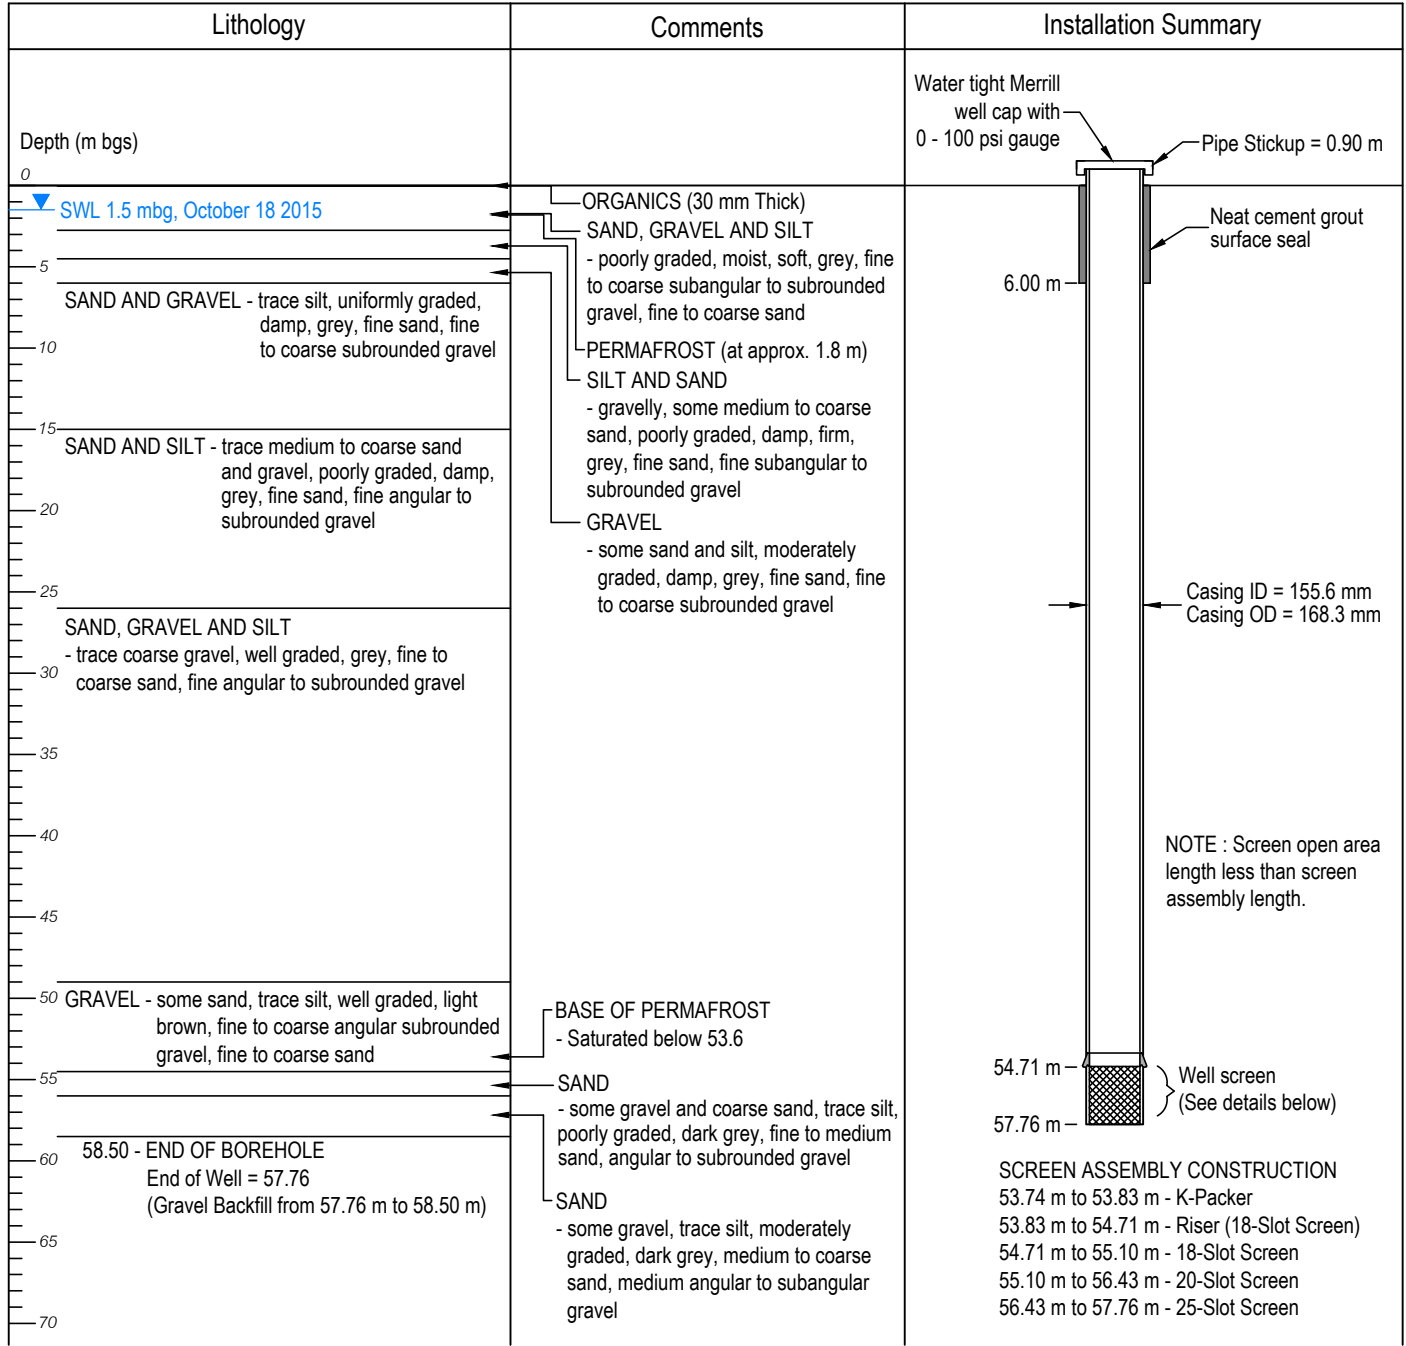 Lithology
Depth (m bgs)
0
SWL 1.5 mbg, October 18 2015
5
SAND AND GRAVEL - trace silt, uniformly graded,
damp, grey, fine sand, fine
to coarse subrounded gravel
10
15
SAND AND SILT - trace medium to coarse sand
and gravel, poorly graded, damp,
grey, fine sand, fine angular to
subrounded gravel
20
25
SAND, GRAVEL AND SILT
- trace coarse gravel, well graded, grey, fine to
coarse sand, fine angular to subrounded gravel
30
35
40
45
50
GRAVEL - some sand, trace silt, well graded, light
brown, fine to coarse angular subrounded
gravel, fine to coarse sand
55
58.50 - END OF BOREHOLE
End of Well = 57.76
(Gravel Backfill from 57.76 m to 58.50 m)
60
65
70
Comments
ORGANICS (30 mm Thick)
SAND, GRAVEL AND SILT
- poorly graded, moist, soft, grey, fine
to coarse subangular to subrounded
gravel, fine to coarse sand
PERMAFROST (at approx. 1.8 m)
SILT AND SAND
- gravelly, some medium to coarse
sand, poorly graded, damp, firm,
grey, fine sand, fine subangular to
subrounded gravel
GRAVEL
- some sand and silt, moderately
graded, damp, grey, fine sand, fine
to coarse subrounded gravel
BASE OF PERMAFROST
- Saturated below 53.6
SAND
- some gravel and coarse sand, trace silt,
poorly graded, dark grey, fine to medium
sand, angular to subrounded gravel
SAND
- some gravel, trace silt, moderately
graded, dark grey, medium to coarse
sand, medium angular to subangular
gravel
Installation Summary
Water tight Merrill
well cap with
0 - 100 psi gauge
Pipe Stickup = 0.90 m
Neat cement grout
surface seal
6.00 m
Casing ID = 155.6 mm
Casing OD = 168.3 mm
NOTE : Screen open area
length less than screen
assembly length.
54.71 m
Well screen
(See details below)
57.76 m
SCREEN ASSEMBLY CONSTRUCTION
53.74 m to 53.83 m - K-Packer
53.83 m to 54.71 m - Riser (18-Slot Screen)
54.71 m to 55.10 m - 18-Slot Screen
55.10 m to 56.43 m - 20-Slot Screen
56.43 m to 57.76 m - 25-Slot Screen